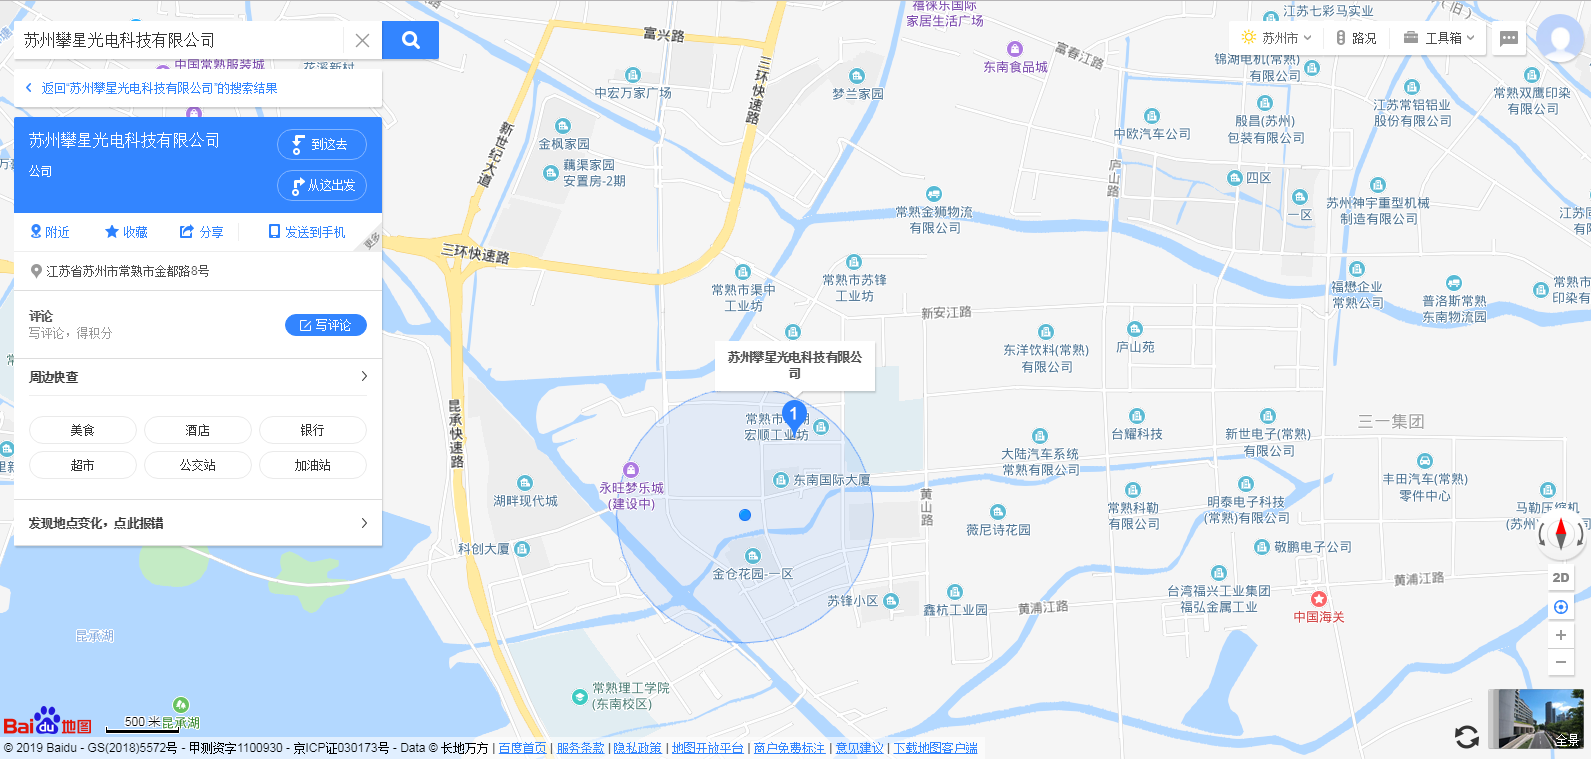 苏州攀星光电科技有限公司
返回"苏州攀星光电科技有限公司"的搜索结果
苏州攀星光电科技有限公司
公司
到这去
从这出发
附近
收藏
分享
发送到手机
更多
江苏省苏州市常熟市金都路8号
评论
写评论，得积分
写评论
周边快查
美食
酒店
银行
超市
公交站
加油站
发现地点变化，点此报错
苏州市
路况
工具箱
中国常熟服装城
花溪新村
富兴路
三环快速路
禧徕乐国际
家居生活广场
东南食品城
富春江路
江苏七彩马实业
锦湖电机(常熟)
有限公司
江苏常铝铝业
股份有限公司
常熟双鹰印染
有限公司
中宏万家广场
梦兰家园
新世纪大道
金枫家园
藕渠家园
安置房-2期
中欧汽车公司
殷昌(苏州)
包装有限公司
庐山路
四区
一区
苏州神宇重型机械
制造有限公司
常熟金狮物流
有限公司
三环快速路
常熟市渠中
工业坊
常熟市苏锋
工业坊
新安江路
福懋企业
常熟公司
普洛斯常熟
东南物流园
东洋饮料(常熟)
有限公司
庐山苑
苏州攀星光电科技有限公
司
1
宏顺工业坊
昆承快速路
台耀科技
新世电子(常熟)
有限公司
三一集团
大陆汽车系统
常熟有限公司
丰田汽车(常熟)
零件中心
永旺梦乐城
(建设中)
东南国际大厦
湖畔现代城
黄山路
常熟科勒
有限公司
明泰电子科技
(常熟)有限公司
薇尼诗花园
科创大厦
敬鹏电子公司
金仓花园-一区
苏锋小区
鑫杭工业园
黄浦江路
黄浦江路
台湾福兴工业集团
福弘金属工业
中国海关
昆承湖
常熟理工学院
(东南校区)
昆承湖
2D
全景
Baidu地图
500 米
© 2019 Baidu - GS(2018)5572号 - 甲测资字1100930 - 京ICP证030173号 - Data © 长地万方 | 百度首页 | 服务条款 | 隐私政策 | 地图开放平台 | 商户免费标注 | 意见建议 | 下载地图客户端